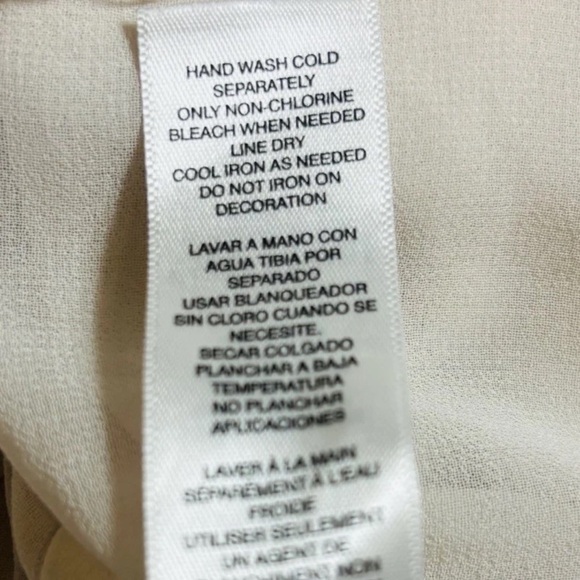 HAND WASH COLD
SEPARATELY
ONLY NON-CHLORINE
BLEACH WHEN NEEDED
LINE DRY
COOL IRON AS NEEDED
DO NOT IRON ON
DECORATION
LAVAR A MANO CON
AGUA TIBIA POR
SEPARADO
USAR BLANQUEADOR
SIN CLORO CUANDO SE
NECESITE.
SECAR COLGADO
PLANCHAR A BAJA
TEMPERATURA
NO PLANCHAR
APLICACIONES
LAVER À LA MAIN
SÉPARÉMENT À L'EAU
FROIDE
UTILISER SEULEMENT
UN AGENT DE
NON